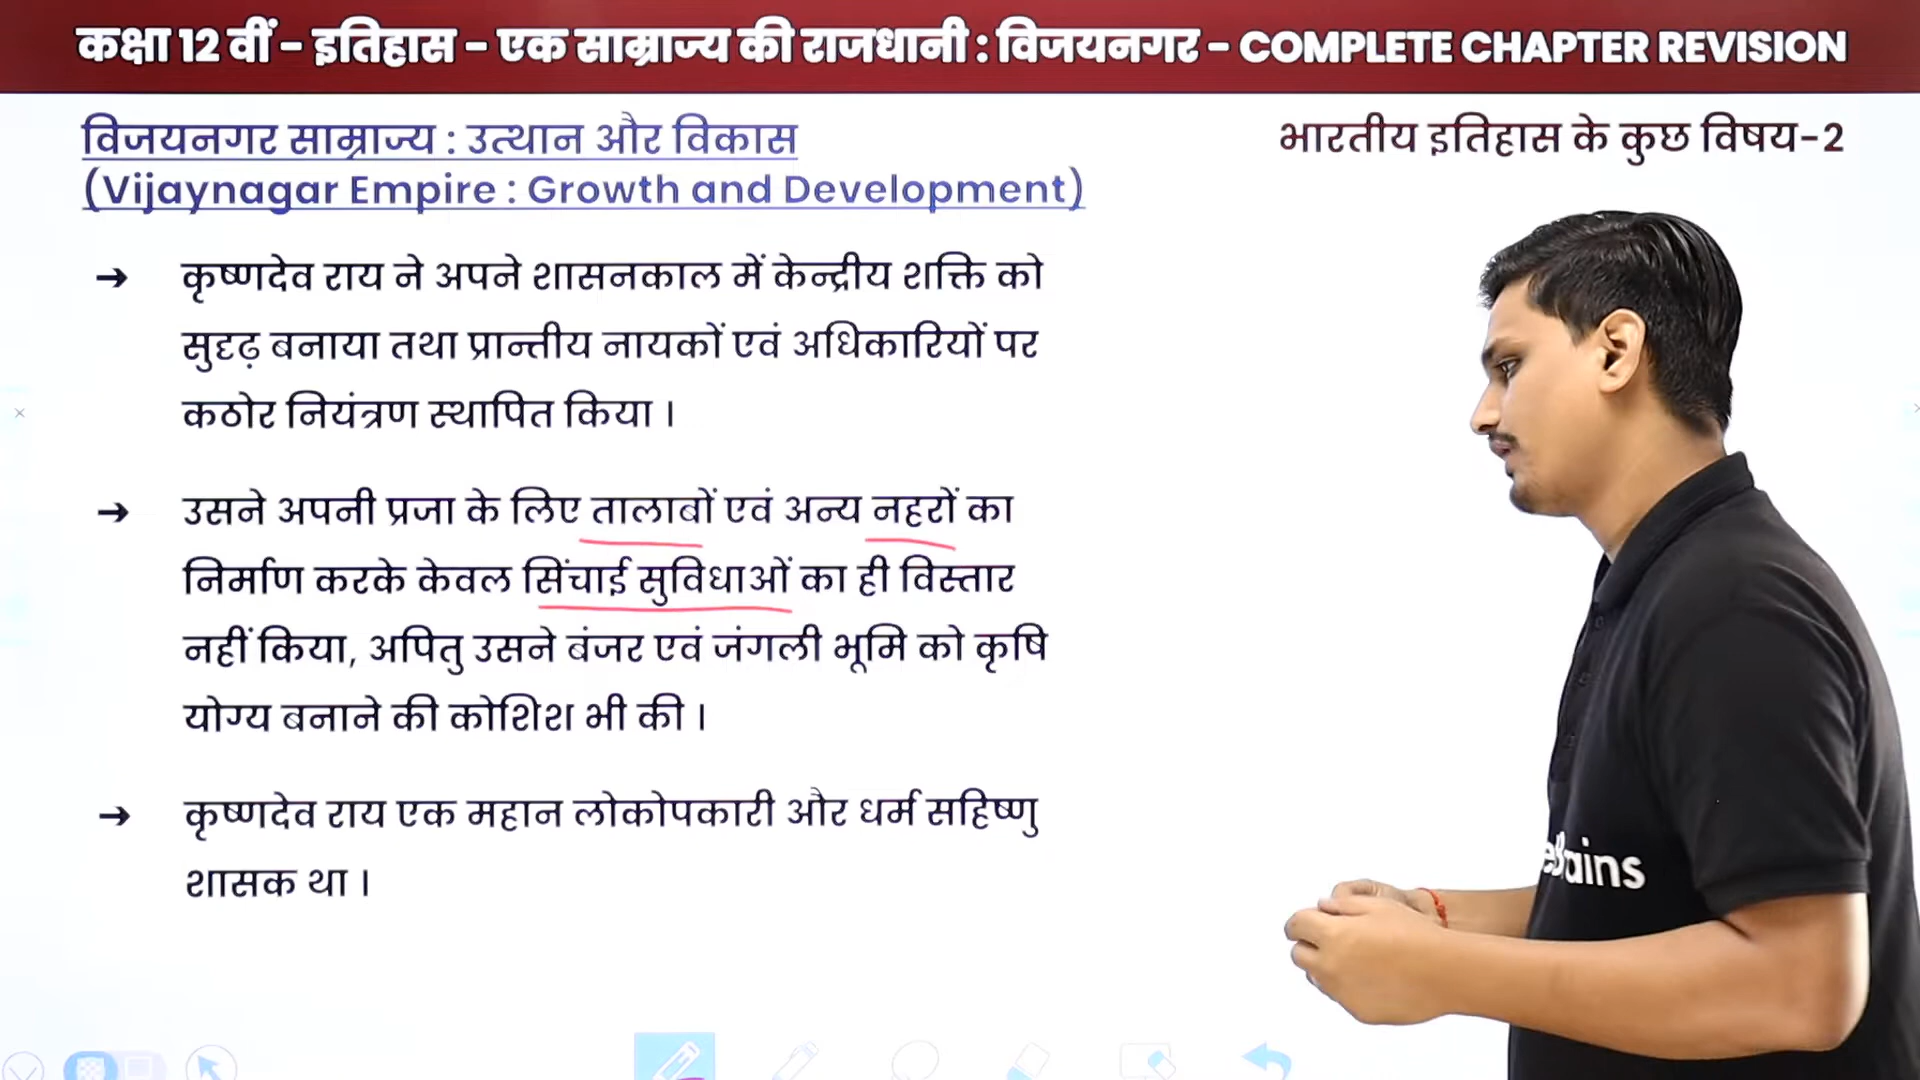 कक्षा 12 वीं - इतिहास - एक साम्राज्य की राजधानी : विजयनगर - COMPLETE CHAPTER REVISION
विजयनगर साम्राज्य : उत्थान और विकास
(Vijaynagar Empire : Growth and Development)
भारतीय इतिहास के कुछ विषय-2
→ कृष्णदेव राय ने अपने शासनकाल में केन्द्रीय शक्ति को
सुदृढ़ बनाया तथा प्रान्तीय नायकों एवं अधिकारियों पर
कठोर नियंत्रण स्थापित किया ।
→ उसने अपनी प्रजा के लिए तालाबों एवं अन्य नहरों का
निर्माण करके केवल सिंचाई सुविधाओं का ही विस्तार
नहीं किया, अपितु उसने बंजर एवं जंगली भूमि को कृषि
योग्य बनाने की कोशिश भी की ।
→ कृष्णदेव राय एक महान लोकोपकारी और धर्म सहिष्णु
शासक था ।
eBrains